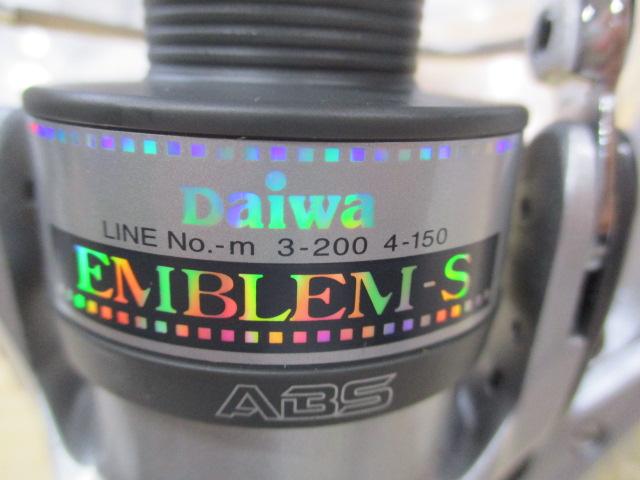 Daiwa
LINE No.-m 3-200 4-150
EMBLEM-S
ABS